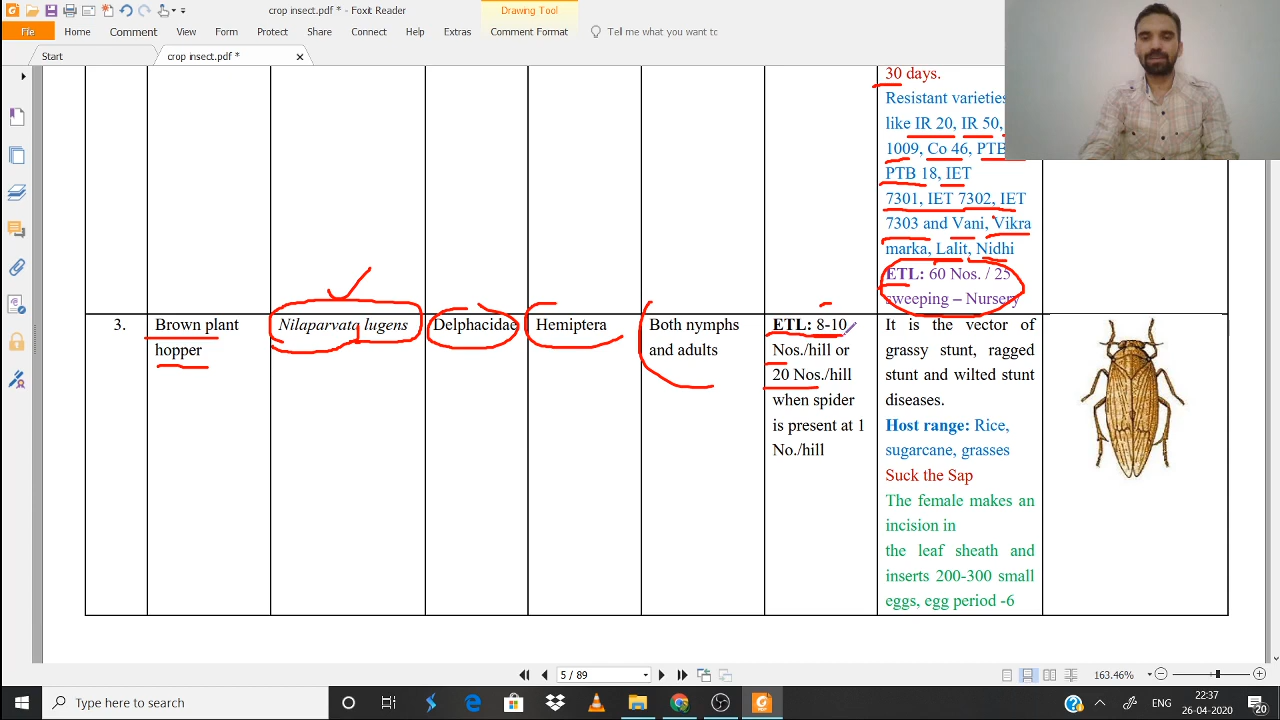 crop insect.pdf * - Foxit Reader
Drawing Tool
File
Home
Comment
View
Form
Protect
Share
Connect
Help
Extras
Comment Format
Tell me what you want to
Start
crop insect.pdf *
30 days.
Resistant varieties
like IR 20, IR 50,
1009, Co 46, PTB
PTB 18, IET
7301, IET 7302, IET
7303 and Vani, Vikra
marka, Lalit, Nidhi
ETL: 60 Nos. / 25
sweeping – Nursery
3.
Brown plant
hopper
Nilaparvata lugens
Delphacidae
Hemiptera
Both nymphs
and adults
ETL: 8-10
Nos./hill or
20 Nos./hill
when spider
is present at 1
No./hill
It is the vector of
grassy stunt, ragged
stunt and wilted stunt
diseases.
Host range: Rice,
sugarcane, grasses
Suck the Sap
The female makes an
incision in
the leaf sheath and
inserts 200-300 small
eggs, egg period -6
5 / 89
163.46%
Type here to search
ENG
22:37
26-04-2020
20